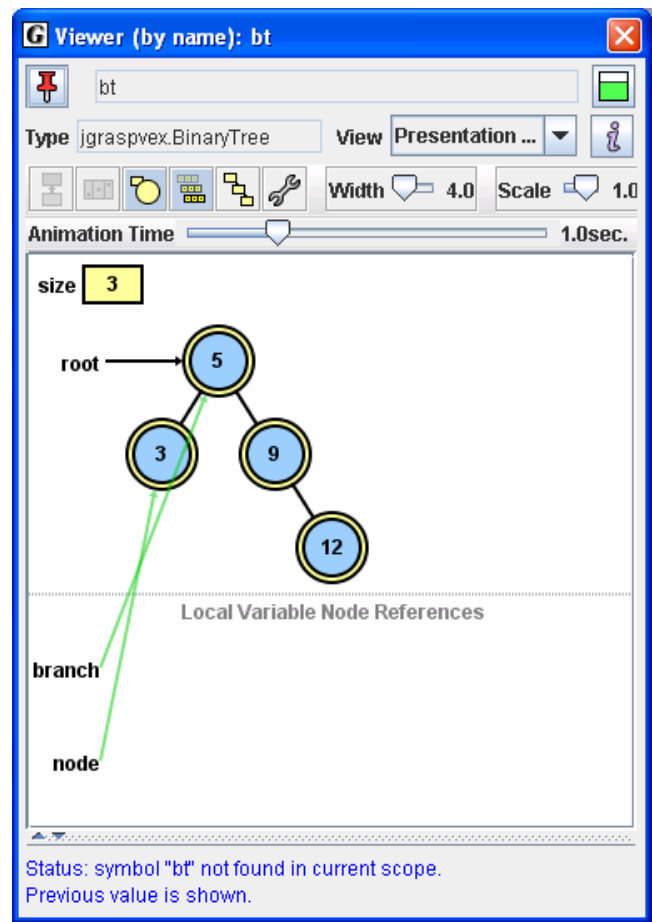 G Viewer (by name): bt
bt
Type jgraspvex.BinaryTree View Presentation ... i
Width 4.0 Scale 1.0
Animation Time 1.0sec.
size 3
root 5
3 9
12
Local Variable Node References
branch
node
Status: symbol "bt" not found in current scope.
Previous value is shown.